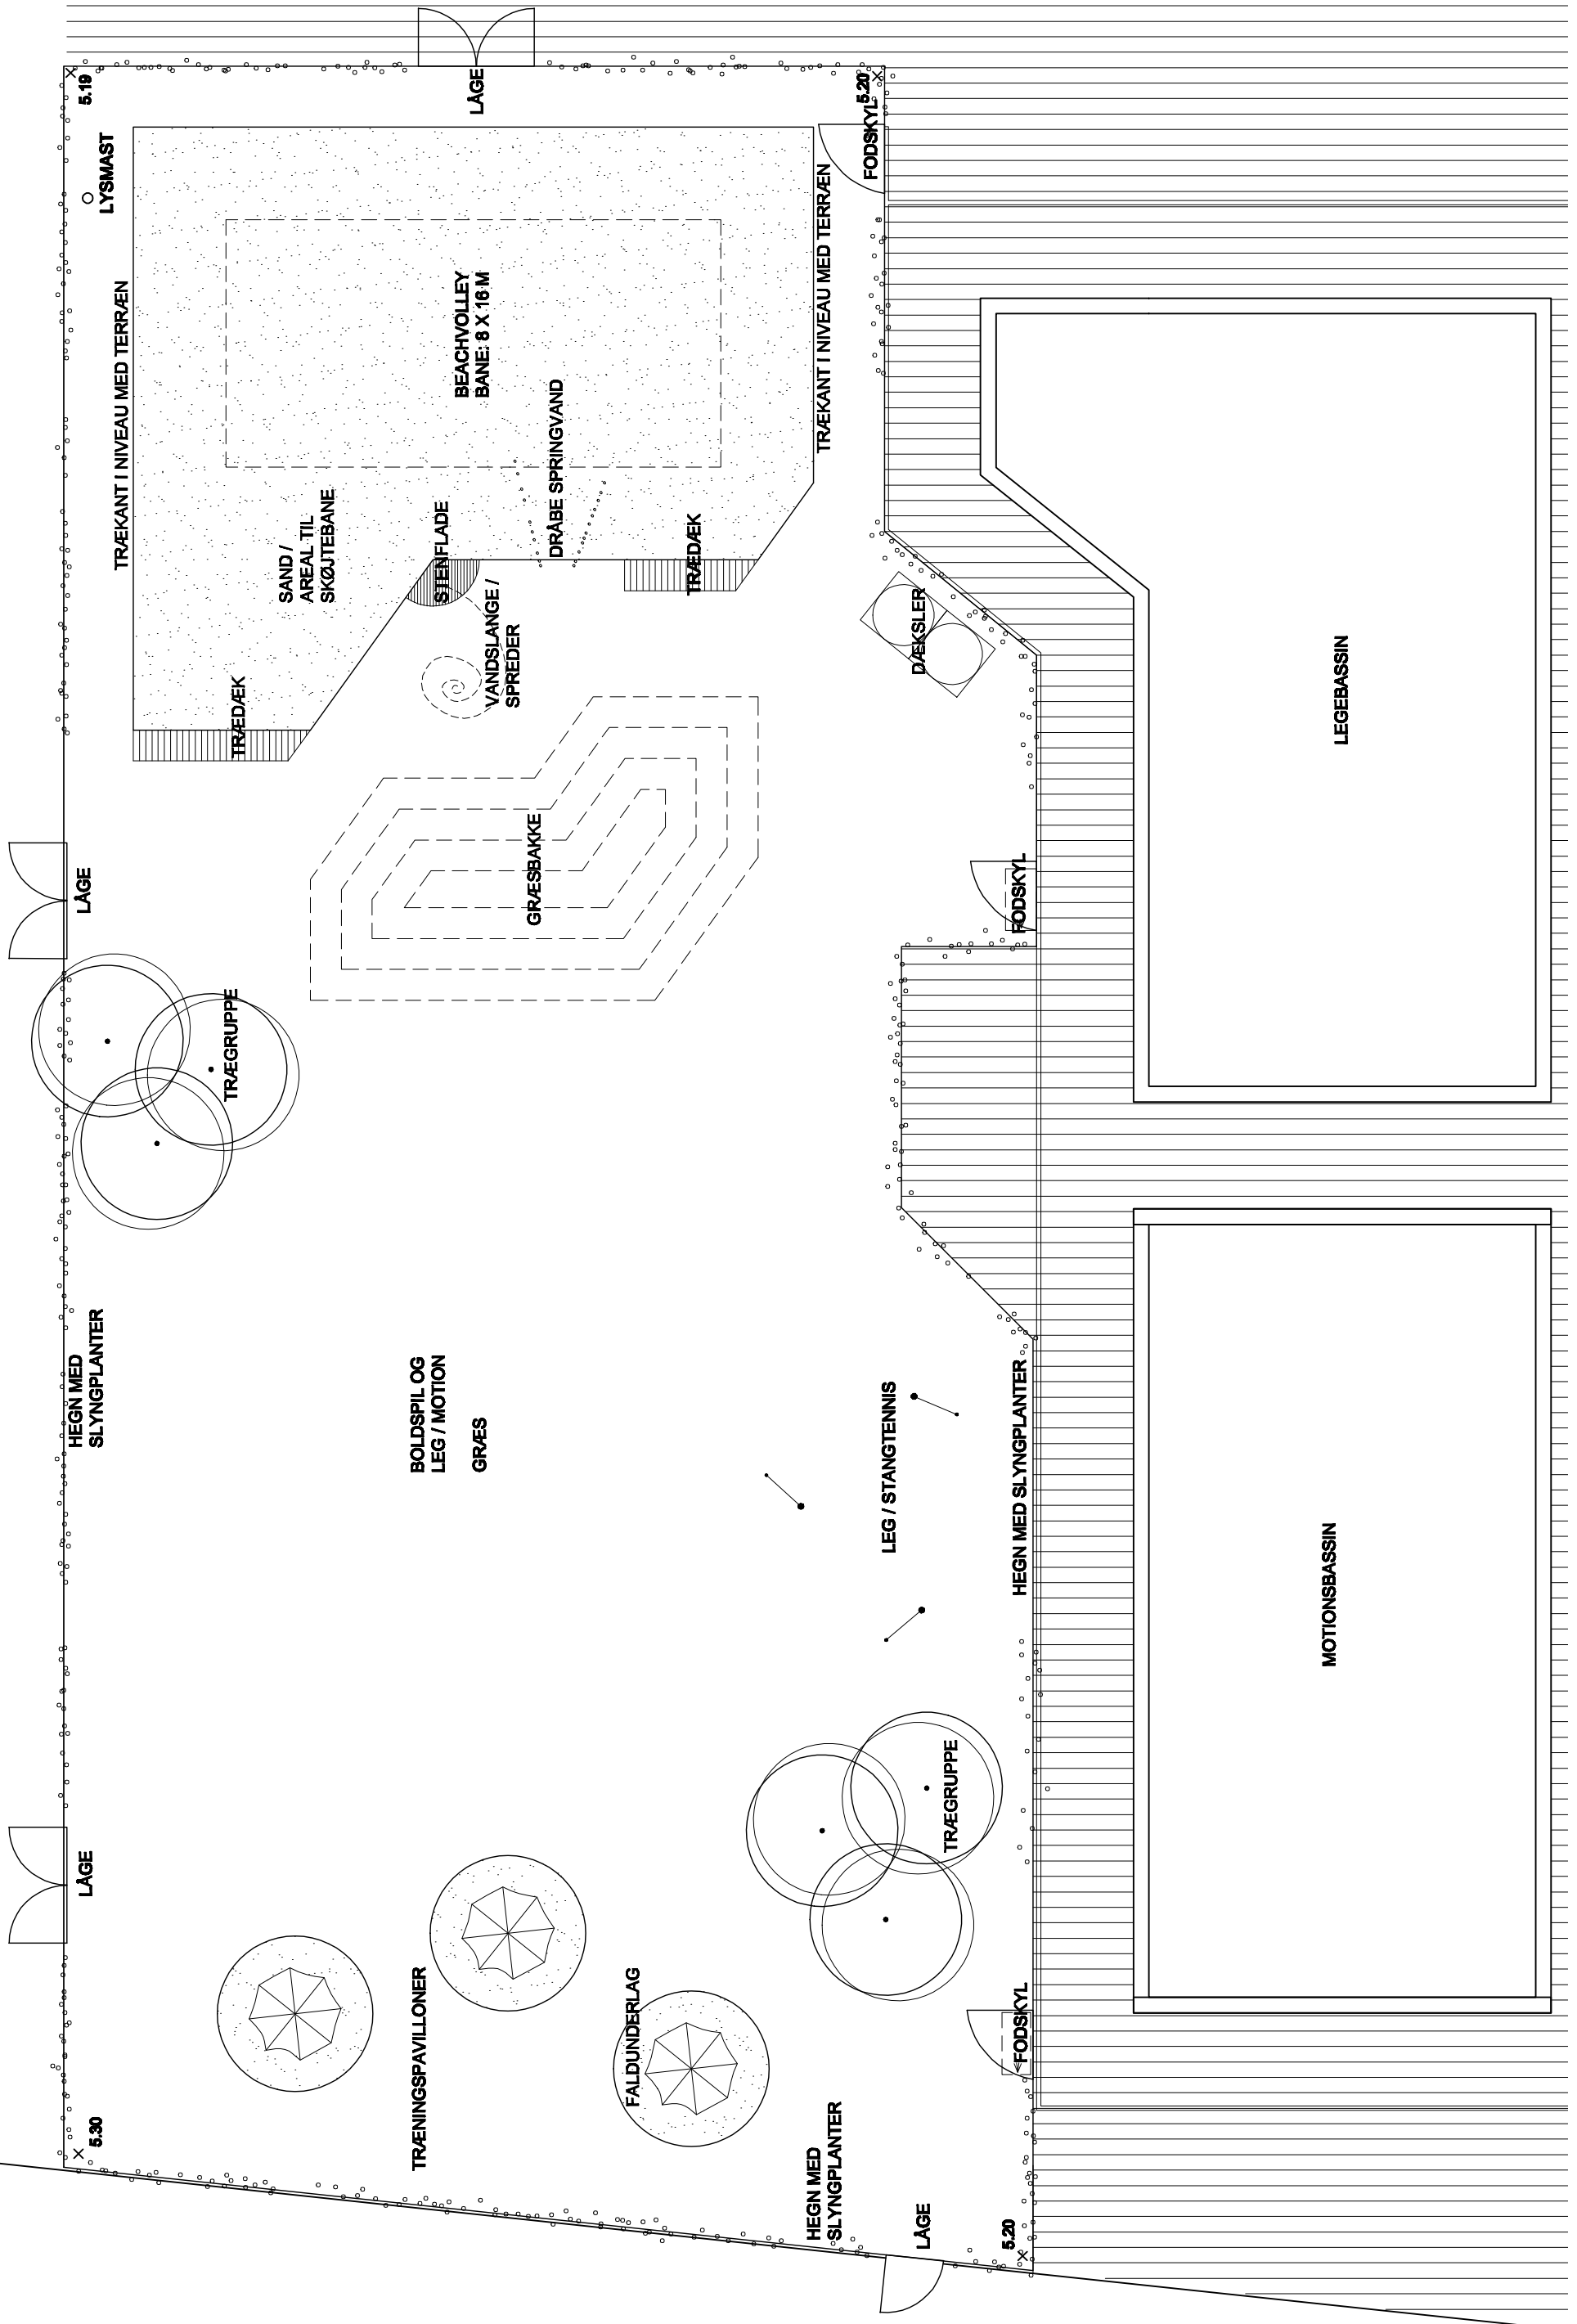 5.19
LYSMAST
LÅGE
5.20
FODSKYL
TRÆKANT I NIVEAU MED TERRÆN
TRÆKANT I NIVEAU MED TERRÆN
BEACHVOLLEY
BANE: 8 X 16 M
SAND /
AREAL TIL
SKØJTEBANE
STENFLADE
DRÅBE SPRINGVAND
TRÆDÆK
TRÆDÆK
VANDSLANGE /
SPREDER
DÆKSLER
LEGEBASSIN
LÅGE
GRÆSBAKKE
FODSKYL
TRÆGRUPPE
HEGN MED
SLYNGPLANTER
BOLDSPIL OG
LEG / MOTION
GRÆS
LEG / STANGTENNIS
HEGN MED SLYNGPLANTER
MOTIONSBASSIN
TRÆGRUPPE
LÅGE
TRÆNINGSPAVILLONER
FALDUNDERLAG
FODSKYL
5.30
HEGN MED
SLYNGPLANTER
LÅGE
5.20